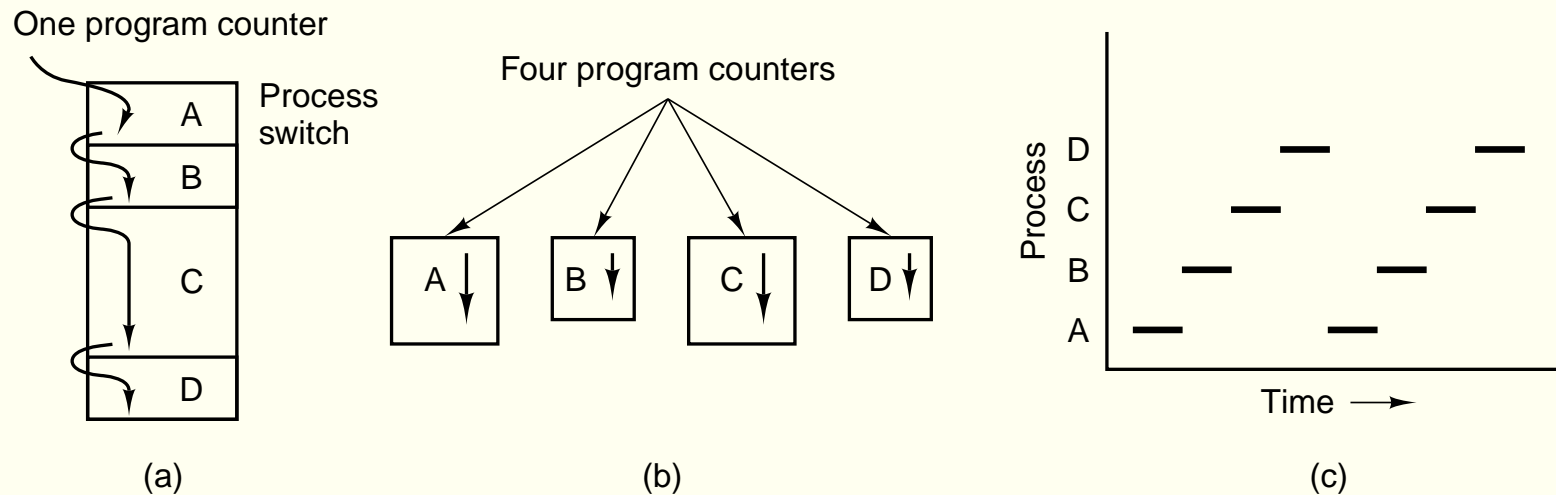 One program counter
Process
switch
A
B
C
D
(a)
Four program counters
A
B
C
D
(b)
Process
D
C
B
A
Time
(c)